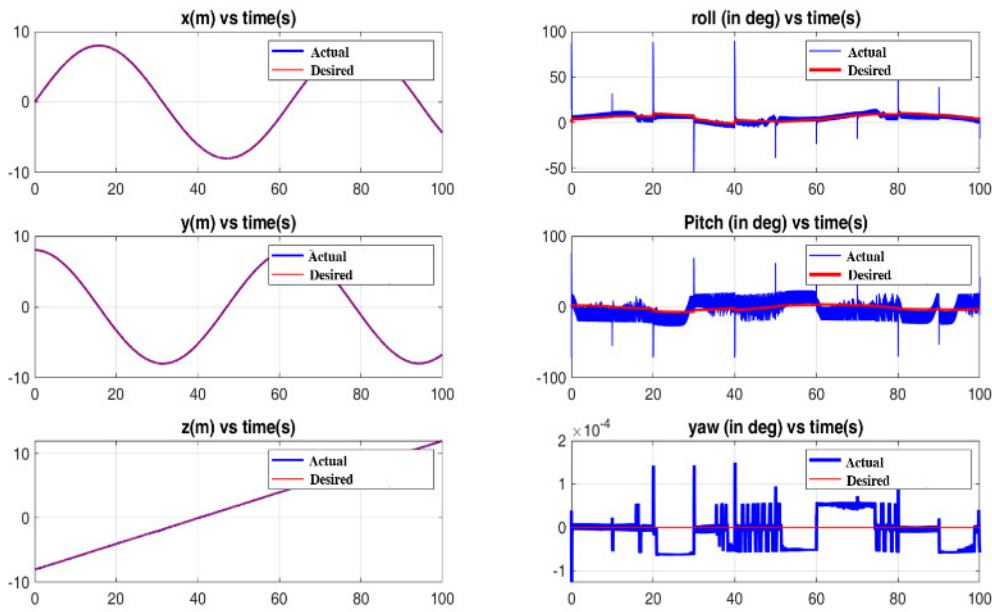 x(m) vs time(s)
10
0
-10
0 20 40 60 80 100
Actual
Desired
roll (in deg) vs time(s)
100
50
0
-50
0 20 40 60 80 100
Actual
Desired
y(m) vs time(s)
10
0
-10
0 20 40 60 80 100
Actual
Desired
Pitch (in deg) vs time(s)
100
0
-100
0 20 40 60 80 100
Actual
Desired
z(m) vs time(s)
10
0
-10
0 20 40 60 80 100
Actual
Desired
yaw (in deg) vs time(s)
×10⁻⁴
2
1
0
-1
0 20 40 60 80 100
Actual
Desired